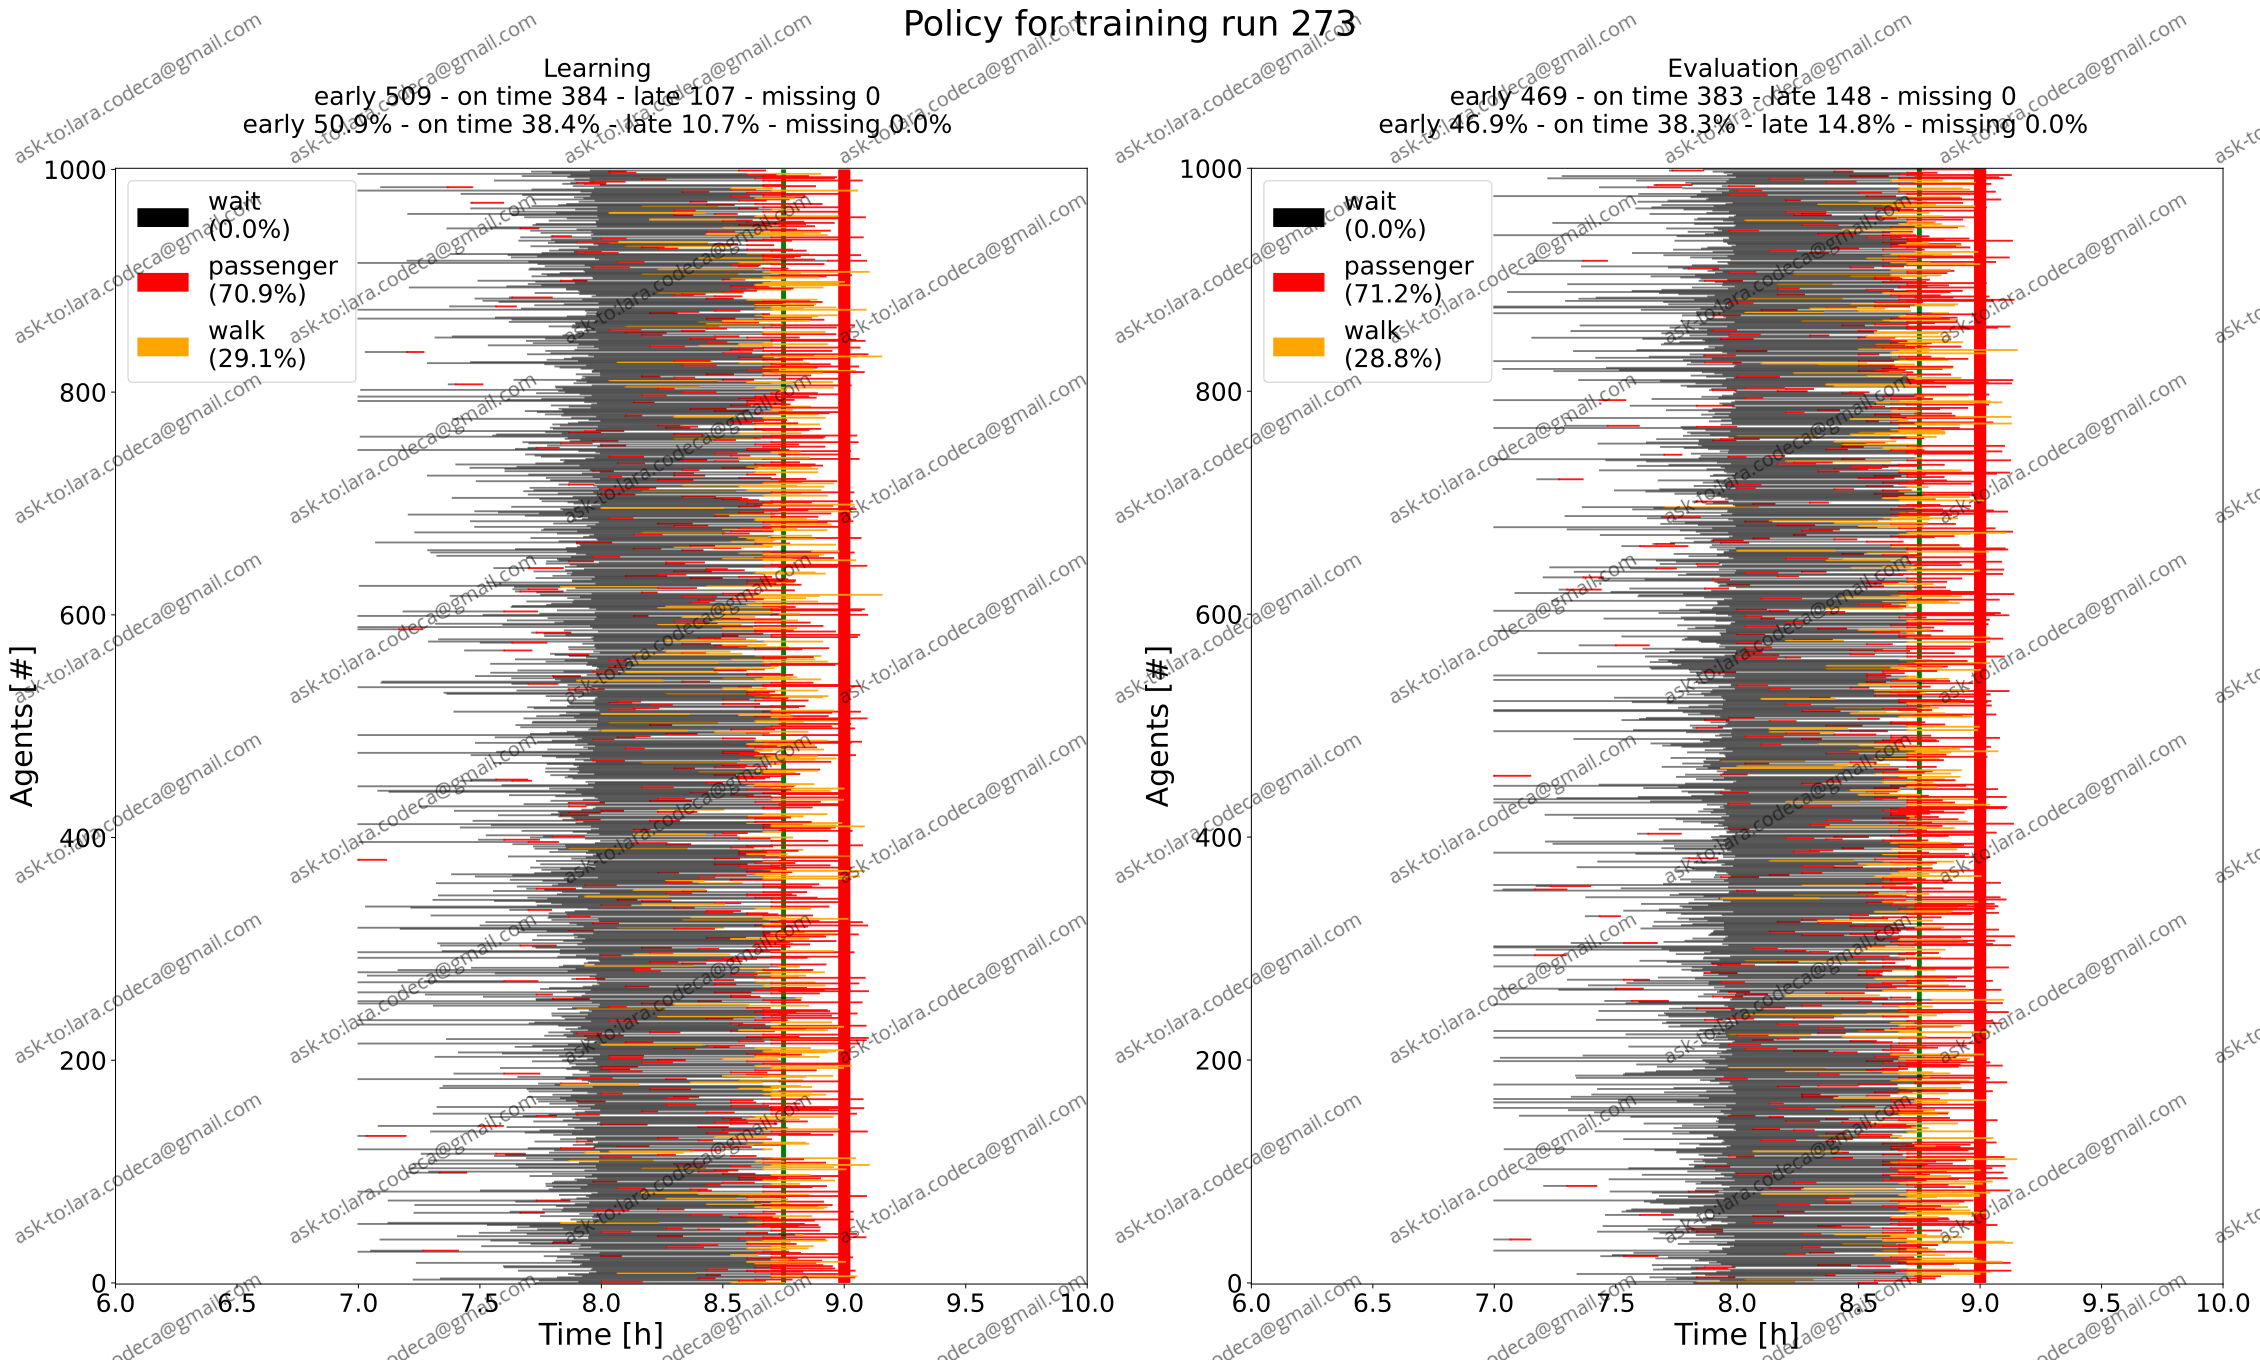 Policy for training run 273
Learning
early 509 - on time 384 - late 107 - missing 0
early 50.9% - on time 38.4% - late 10.7% - missing 0.0%
1000
800
600
400
200
0
wait
(0.0%)
passenger
(70.9%)
walk
(29.1%)
Agents [#]
6.0 6.5 7.0 7.5 8.0 8.5 9.0 9.5 10.0
Time [h]
Evaluation
early 469 - on time 383 - late 148 - missing 0
early 46.9% - on time 38.3% - late 14.8% - missing 0.0%
1000
800
600
400
200
0
wait
(0.0%)
passenger
(71.2%)
walk
(28.8%)
Agents [#]
6.0 6.5 7.0 7.5 8.0 8.5 9.0 9.5 10.0
Time [h]
ask-to:lara.codeca@gmail.com